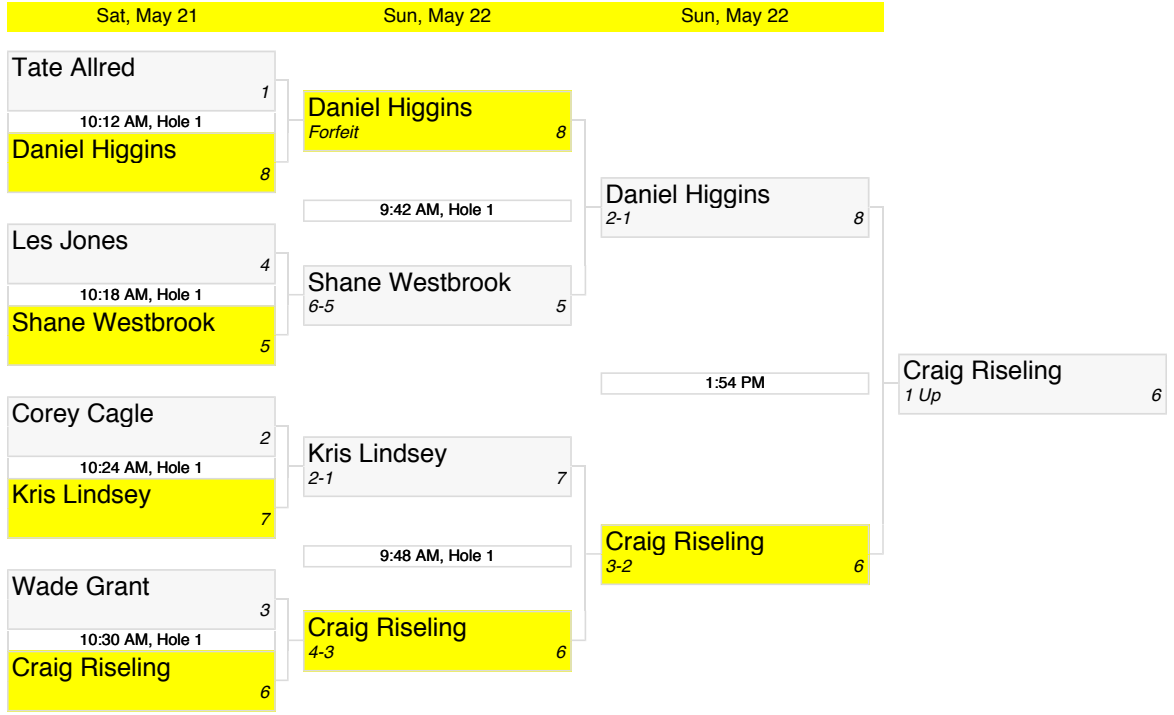 Sat, May 21
Sun, May 22
Sun, May 22
Tate Allred
1
10:12 AM, Hole 1
Daniel Higgins
8
Les Jones
4
10:18 AM, Hole 1
Shane Westbrook
5
Corey Cagle
2
10:24 AM, Hole 1
Kris Lindsey
7
Wade Grant
3
10:30 AM, Hole 1
Craig Riseling
6
Daniel Higgins
Forfeit 8
9:42 AM, Hole 1
Shane Westbrook
6-5 5
Kris Lindsey
2-1 7
9:48 AM, Hole 1
Craig Riseling
4-3 6
Daniel Higgins
2-1 8
1:54 PM
Craig Riseling
3-2 6
Craig Riseling
1 Up 6